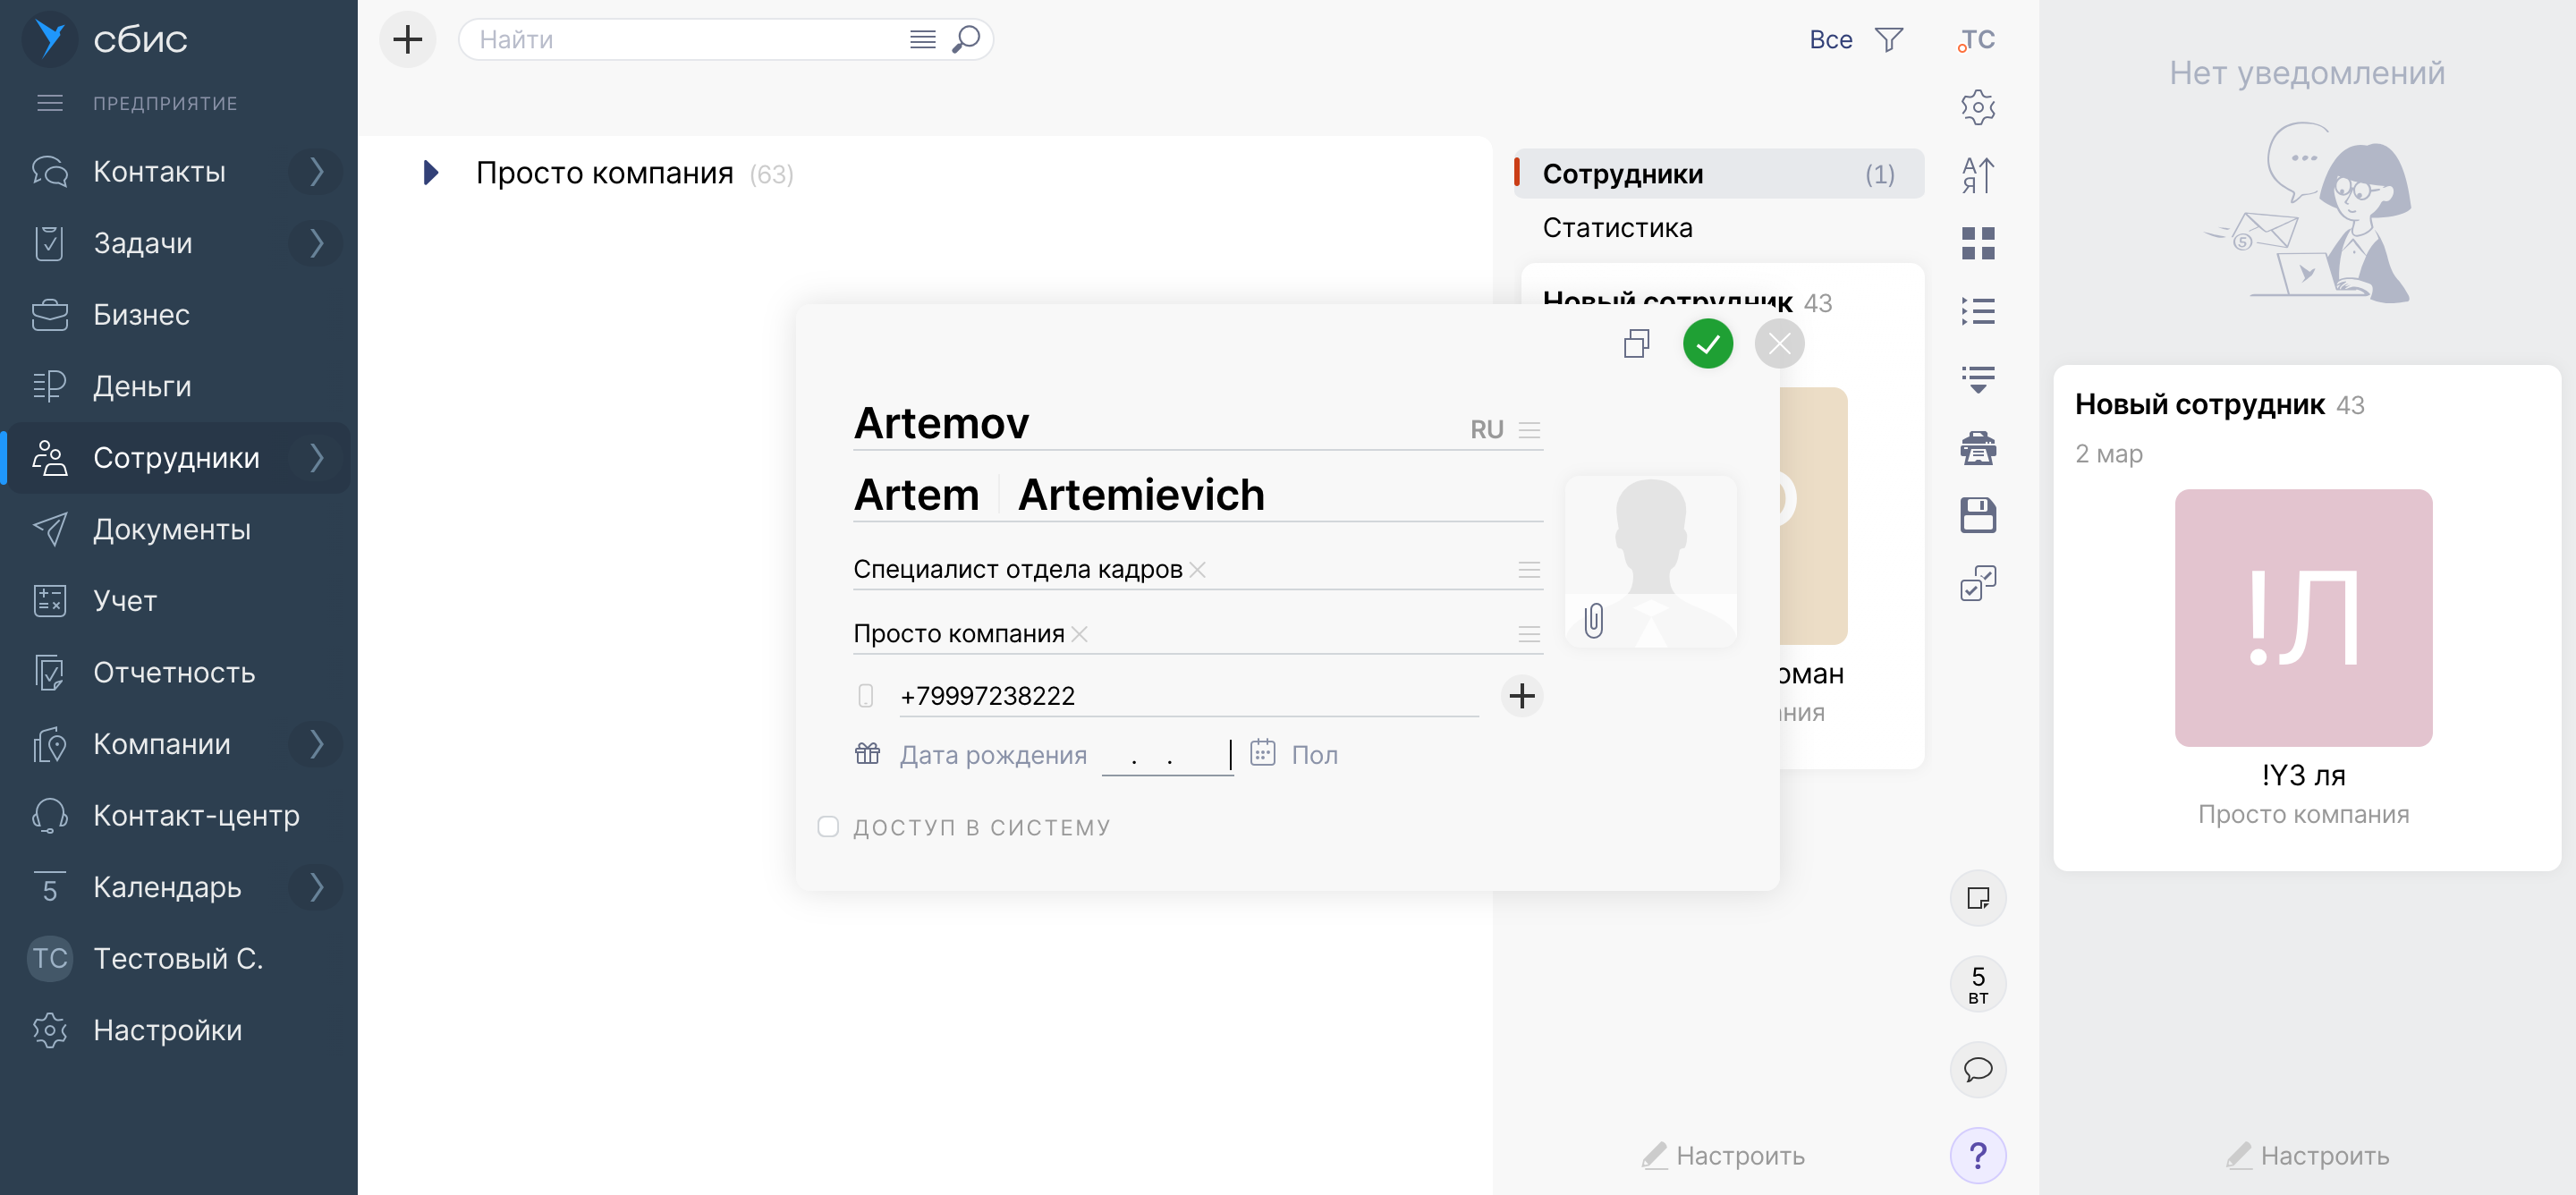 сбис
ПРЕДПРИЯТИЕ
Контакты
Задачи
Бизнес
Деньги
Сотрудники
Документы
Учет
Отчетность
Компании
Контакт-центр
5 Календарь
ТС Тестовый С.
Настройки
Найти
Все
Просто компания (63)
Сотрудники (1)
Статистика
Новый сотрудник 43
Artemov RU
Artem Artemievich
Специалист отдела кадров
Просто компания
+79997238222
Дата рождения . . Пол
ДОСТУП В СИСТЕМУ
оман
ния
Настроить
ТС
А
Я
5
вт
?
Нет уведомлений
5
Новый сотрудник 43
2 мар
!Л
!Y3 ля
Просто компания
Настроить